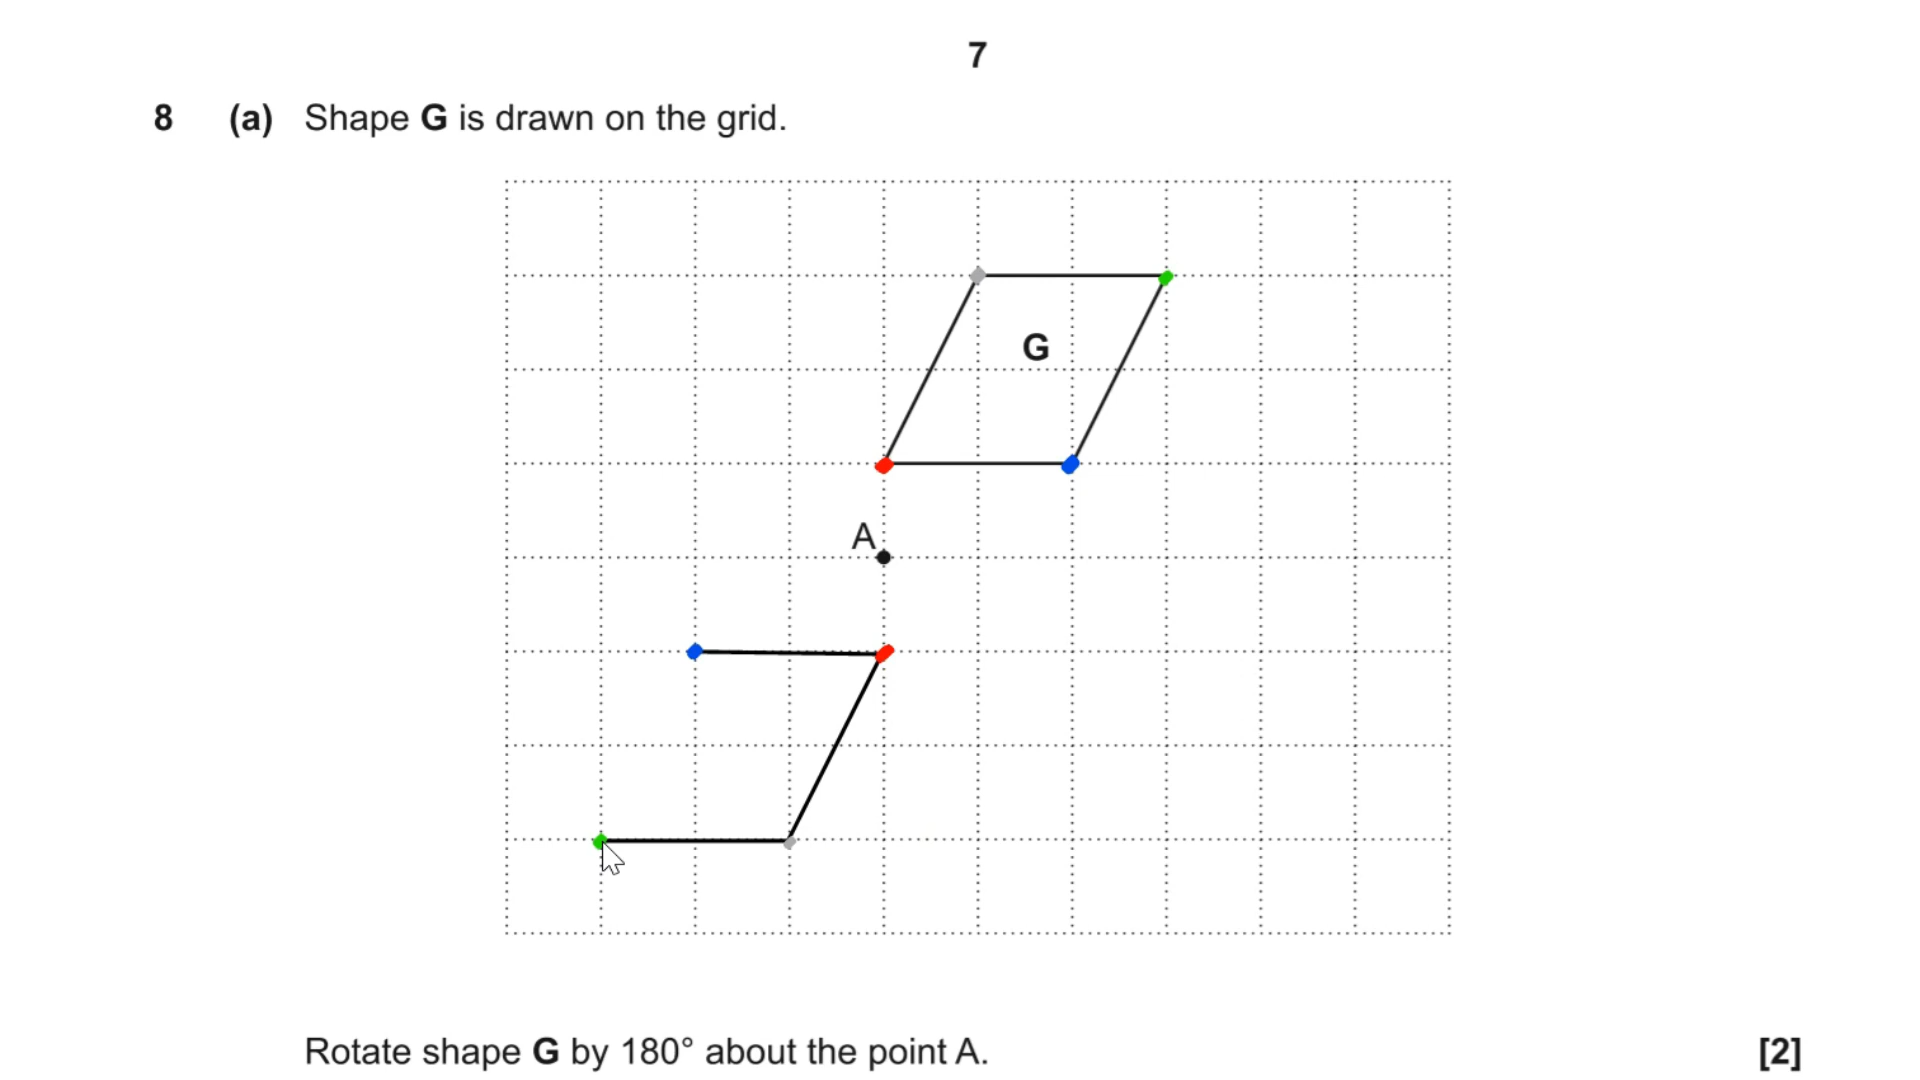 7
8 (a) Shape G is drawn on the grid.
G
A
Rotate shape G by 180° about the point A. [2]